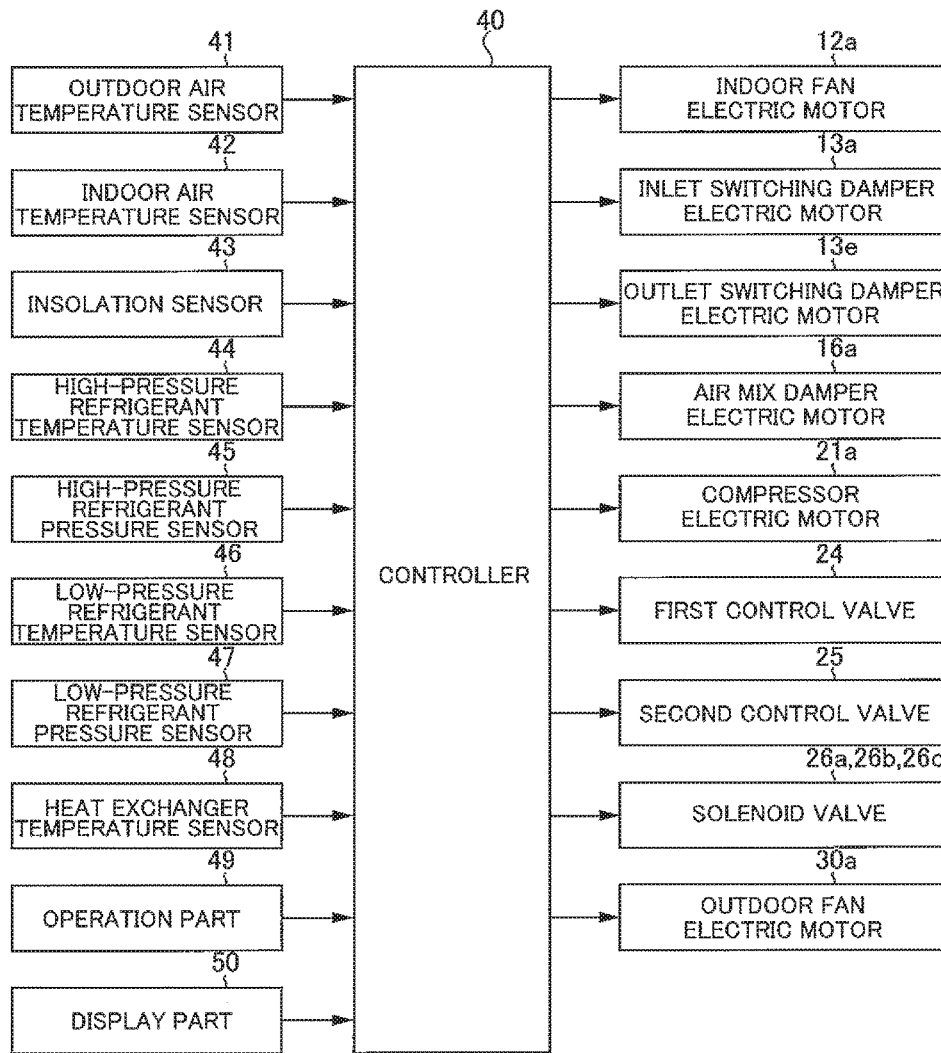 40
41
OUTDOOR AIR
TEMPERATURE SENSOR
42
INDOOR AIR
TEMPERATURE SENSOR
43
INSOLATION SENSOR
44
HIGH-PRESSURE
REFRIGERANT
TEMPERATURE SENSOR
45
HIGH-PRESSURE
REFRIGERANT
PRESSURE SENSOR
46
LOW-PRESSURE
REFRIGERANT
TEMPERATURE SENSOR
47
LOW-PRESSURE
REFRIGERANT
PRESSURE SENSOR
48
HEAT EXCHANGER
TEMPERATURE SENSOR
49
OPERATION PART
50
DISPLAY PART
CONTROLLER
12a
INDOOR FAN
ELECTRIC MOTOR
13a
INLET SWITCHING DAMPER
ELECTRIC MOTOR
13e
OUTLET SWITCHING DAMPER
ELECTRIC MOTOR
16a
AIR MIX DAMPER
ELECTRIC MOTOR
21a
COMPRESSOR
ELECTRIC MOTOR
24
FIRST CONTROL VALVE
25
SECOND CONTROL VALVE
26a,26b,26c
SOLENOID VALVE
30a
OUTDOOR FAN
ELECTRIC MOTOR